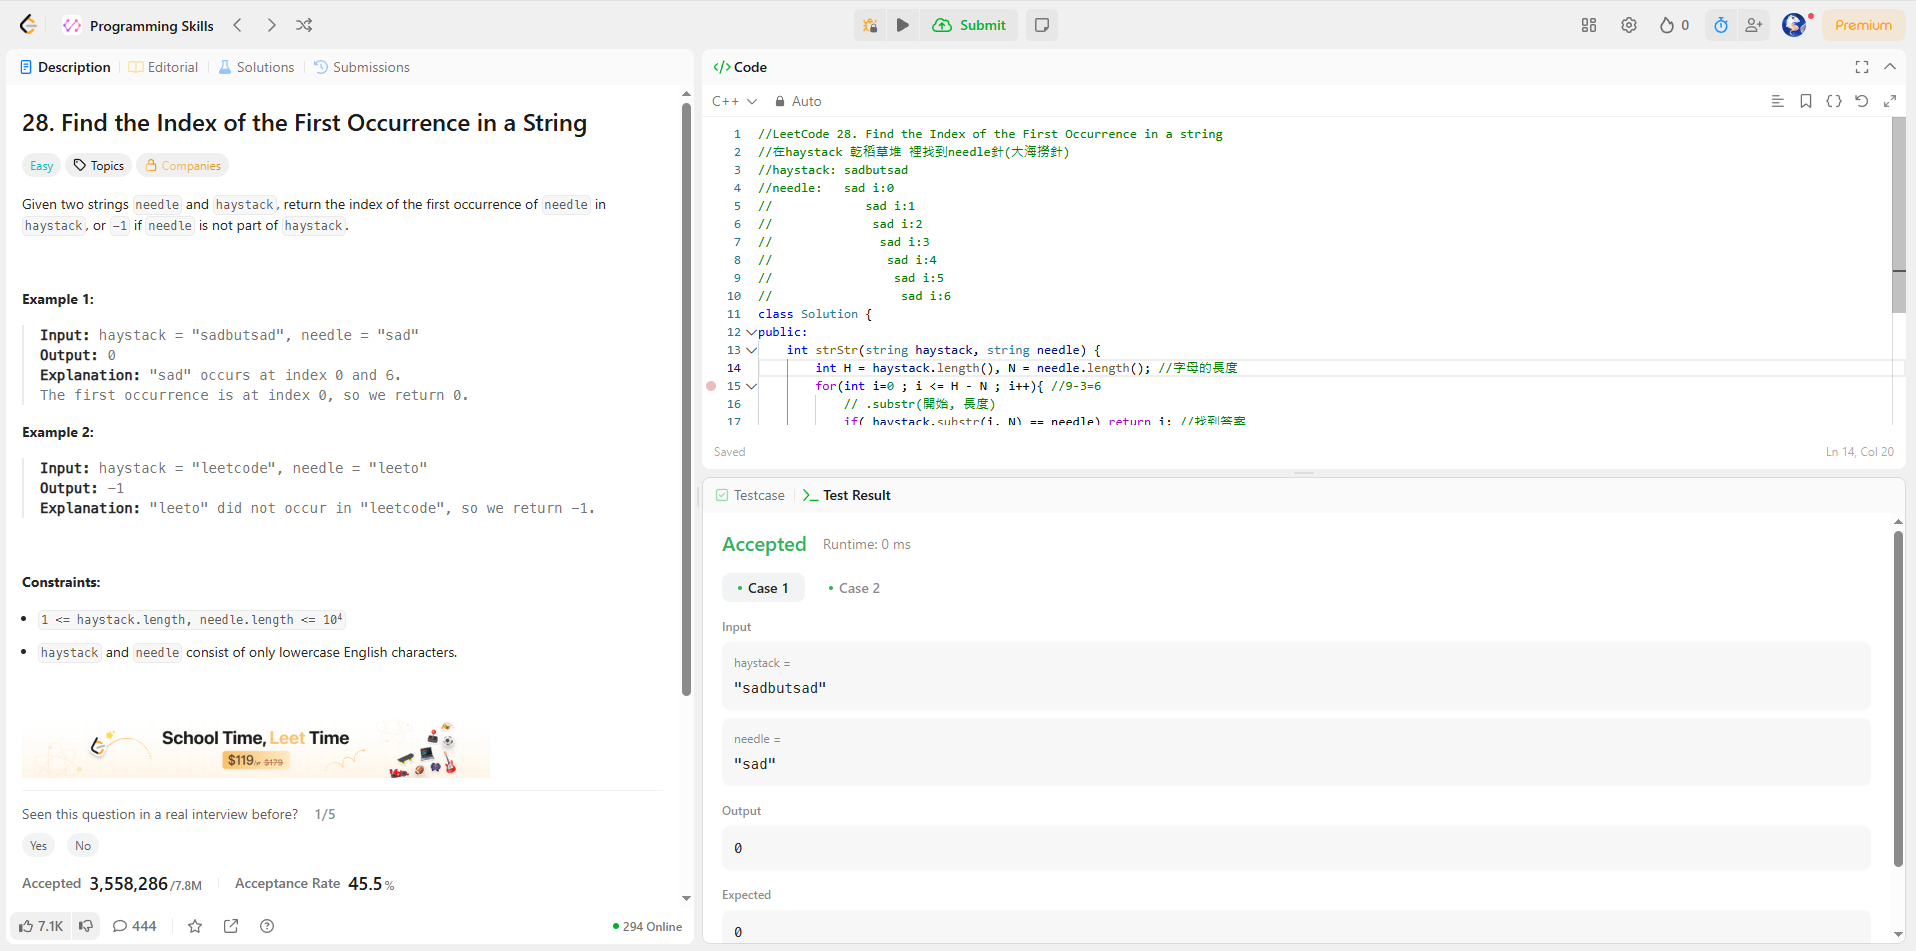 Programming Skills
Submit
0
Premium
Description
Editorial
Solutions
Submissions
28. Find the Index of the First Occurrence in a String
Easy
Topics
Companies
Given two strings needle and haystack, return the index of the first occurrence of needle in
haystack, or -1 if needle is not part of haystack.
Example 1:
Input: haystack = "sadbutsad", needle = "sad"
Output: 0
Explanation: "sad" occurs at index 0 and 6.
The first occurrence is at index 0, so we return 0.
Example 2:
Input: haystack = "leetcode", needle = "leeto"
Output: -1
Explanation: "leeto" did not occur in "leetcode", so we return -1.
Constraints:
1 <= haystack.length, needle.length <= 10⁴
haystack and needle consist of only lowercase English characters.
School Time, Leet Time
$119/yr $179
Seen this question in a real interview before? 1/5
Yes
No
Accepted 3,558,286/7.8M
Acceptance Rate 45.5%
7.1K
444
294 Online
</> Code
C++
Auto
1 //LeetCode 28. Find the Index of the First Occurrence in a string
2 //在haystack 乾稻草堆 裡找到needle針(大海撈針)
3 //haystack: sadbutsad
4 //needle:   sad i:0
5 //             sad i:1
6 //              sad i:2
7 //               sad i:3
8 //                sad i:4
9 //                 sad i:5
10 //                  sad i:6
11 class Solution {
12 public:
13     int strStr(string haystack, string needle) {
14         int H = haystack.length(), N = needle.length(); //字母的長度
15         for(int i=0 ; i <= H - N ; i++){ //9-3=6
16             // .substr(開始, 長度)
17             if( haystack.substr(i, N) == needle) return i; //找到答案
Saved
Ln 14, Col 20
Testcase
Test Result
Accepted
Runtime: 0 ms
Case 1
Case 2
Input
haystack =
"sadbutsad"
needle =
"sad"
Output
0
Expected
0